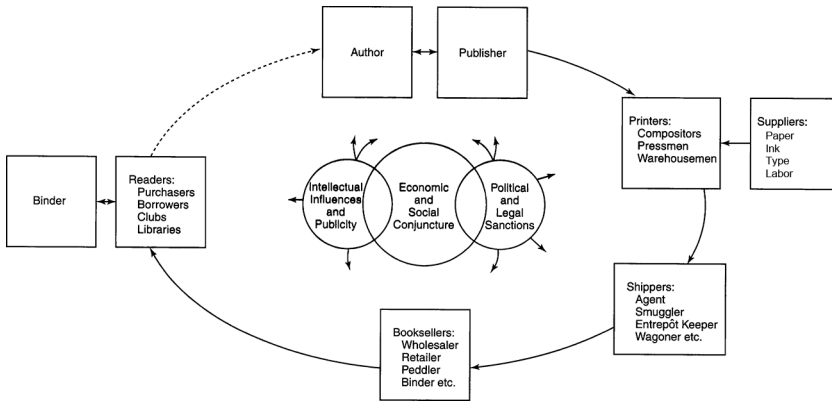 Author
Publisher
Printers:
Compositors
Pressmen
Warehousemen
Suppliers:
Paper
Ink
Type
Labor
Binder
Readers:
Purchasers
Borrowers
Clubs
Libraries
Intellectual
Influences
and
Publicity
Economic
and
Social
Conjuncture
Political
and
Legal
Sanctions
Shippers:
Agent
Smuggler
Entrepôt Keeper
Wagoner etc.
Booksellers:
Wholesaler
Retailer
Peddler
Binder etc.